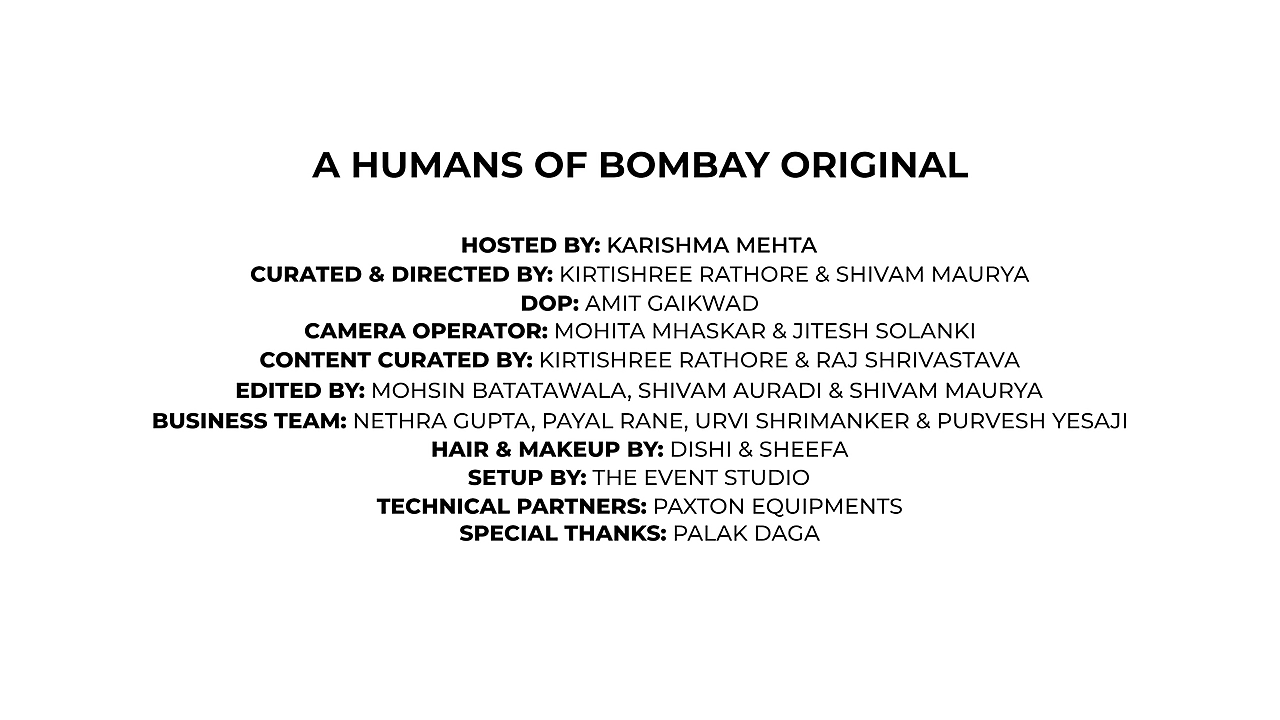 A HUMANS OF BOMBAY ORIGINAL
HOSTED BY: KARISHMA MEHTA
CURATED & DIRECTED BY: KIRTISHREE RATHORE & SHIVAM MAURYA
DOP: AMIT GAIKWAD
CAMERA OPERATOR: MOHITA MHASKAR & JITESH SOLANKI
CONTENT CURATED BY: KIRTISHREE RATHORE & RAJ SHRIVASTAVA
EDITED BY: MOHSIN BATATAWALA, SHIVAM AURADI & SHIVAM MAURYA
BUSINESS TEAM: NETHRA GUPTA, PAYAL RANE, URVI SHRIMANKER & PURVESH YESAJI
HAIR & MAKEUP BY: DISHI & SHEEFA
SETUP BY: THE EVENT STUDIO
TECHNICAL PARTNERS: PAXTON EQUIPMENTS
SPECIAL THANKS: PALAK DAGA